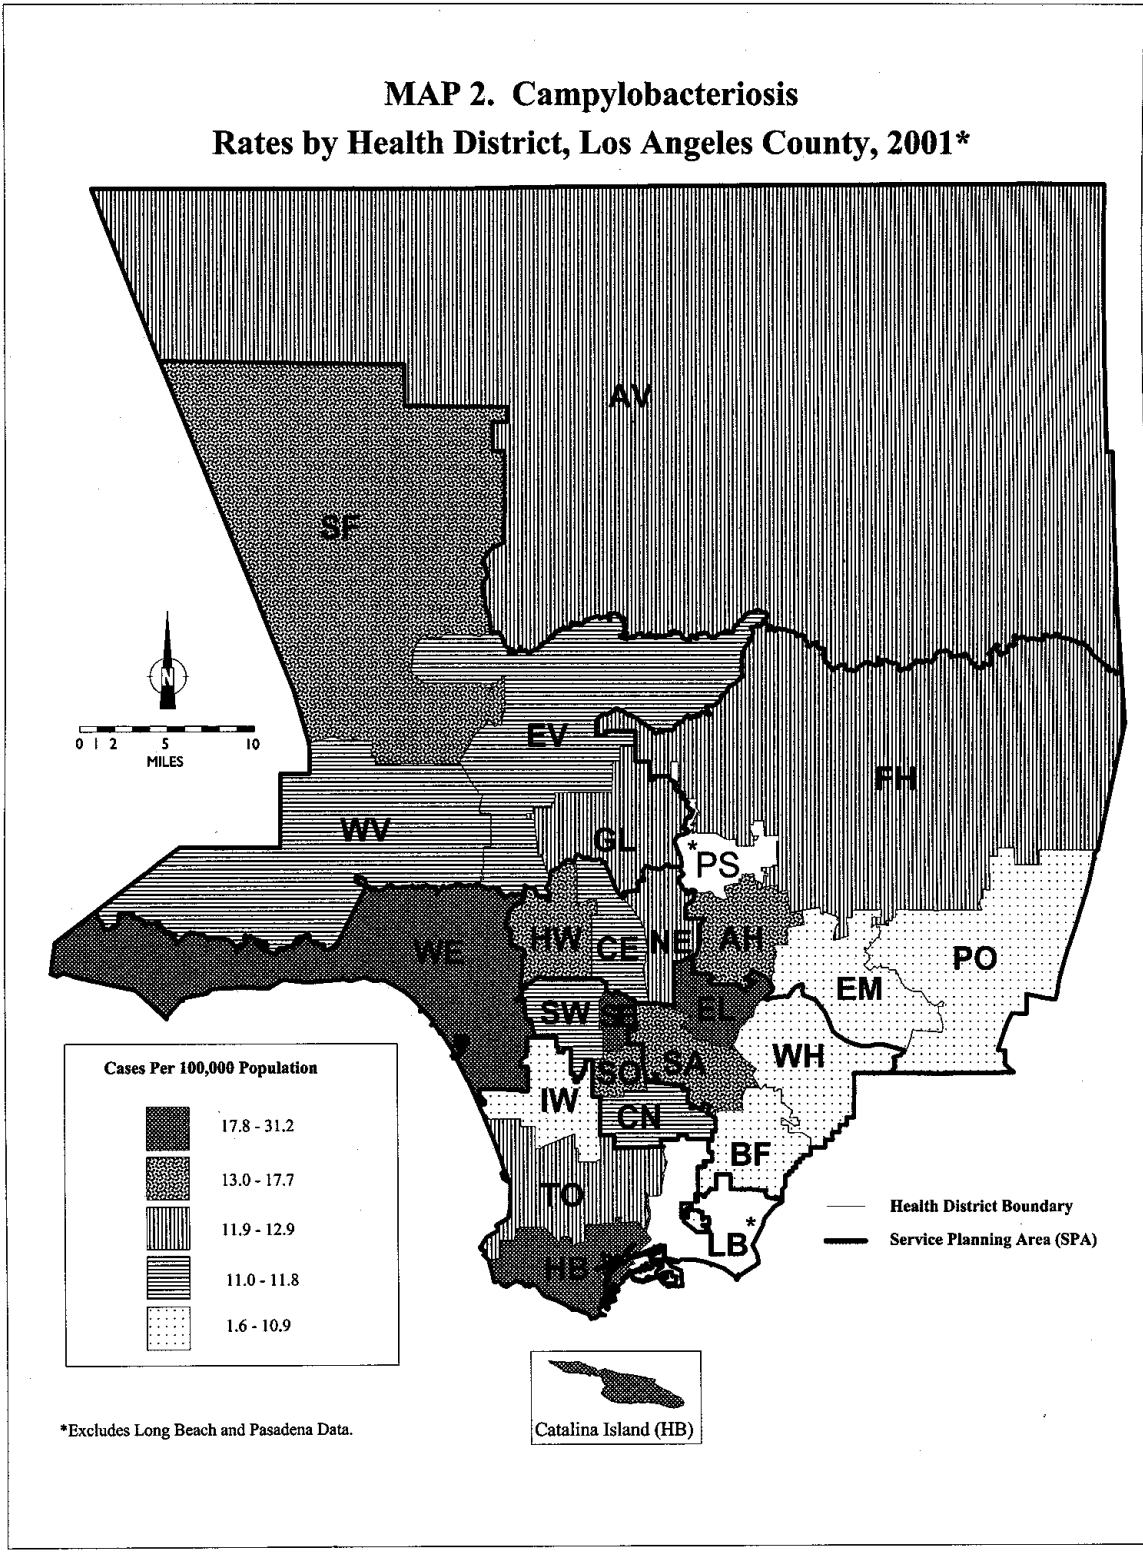 MAP 2. Campylobacteriosis
Rates by Health District, Los Angeles County, 2001*
AV
SF
N
0 1 2 5 10
MILES
EV
FH
WV
GL
*
PS
WE
HW
CE
NE
AH
PO
EM
SW
EL
WH
SO
SA
IW
CN
BF
TO
*
LB
HB
Cases Per 100,000 Population
17.8 - 31.2
13.0 - 17.7
11.9 - 12.9
11.0 - 11.8
1.6 - 10.9
Health District Boundary
Service Planning Area (SPA)
*Excludes Long Beach and Pasadena Data.
Catalina Island (HB)